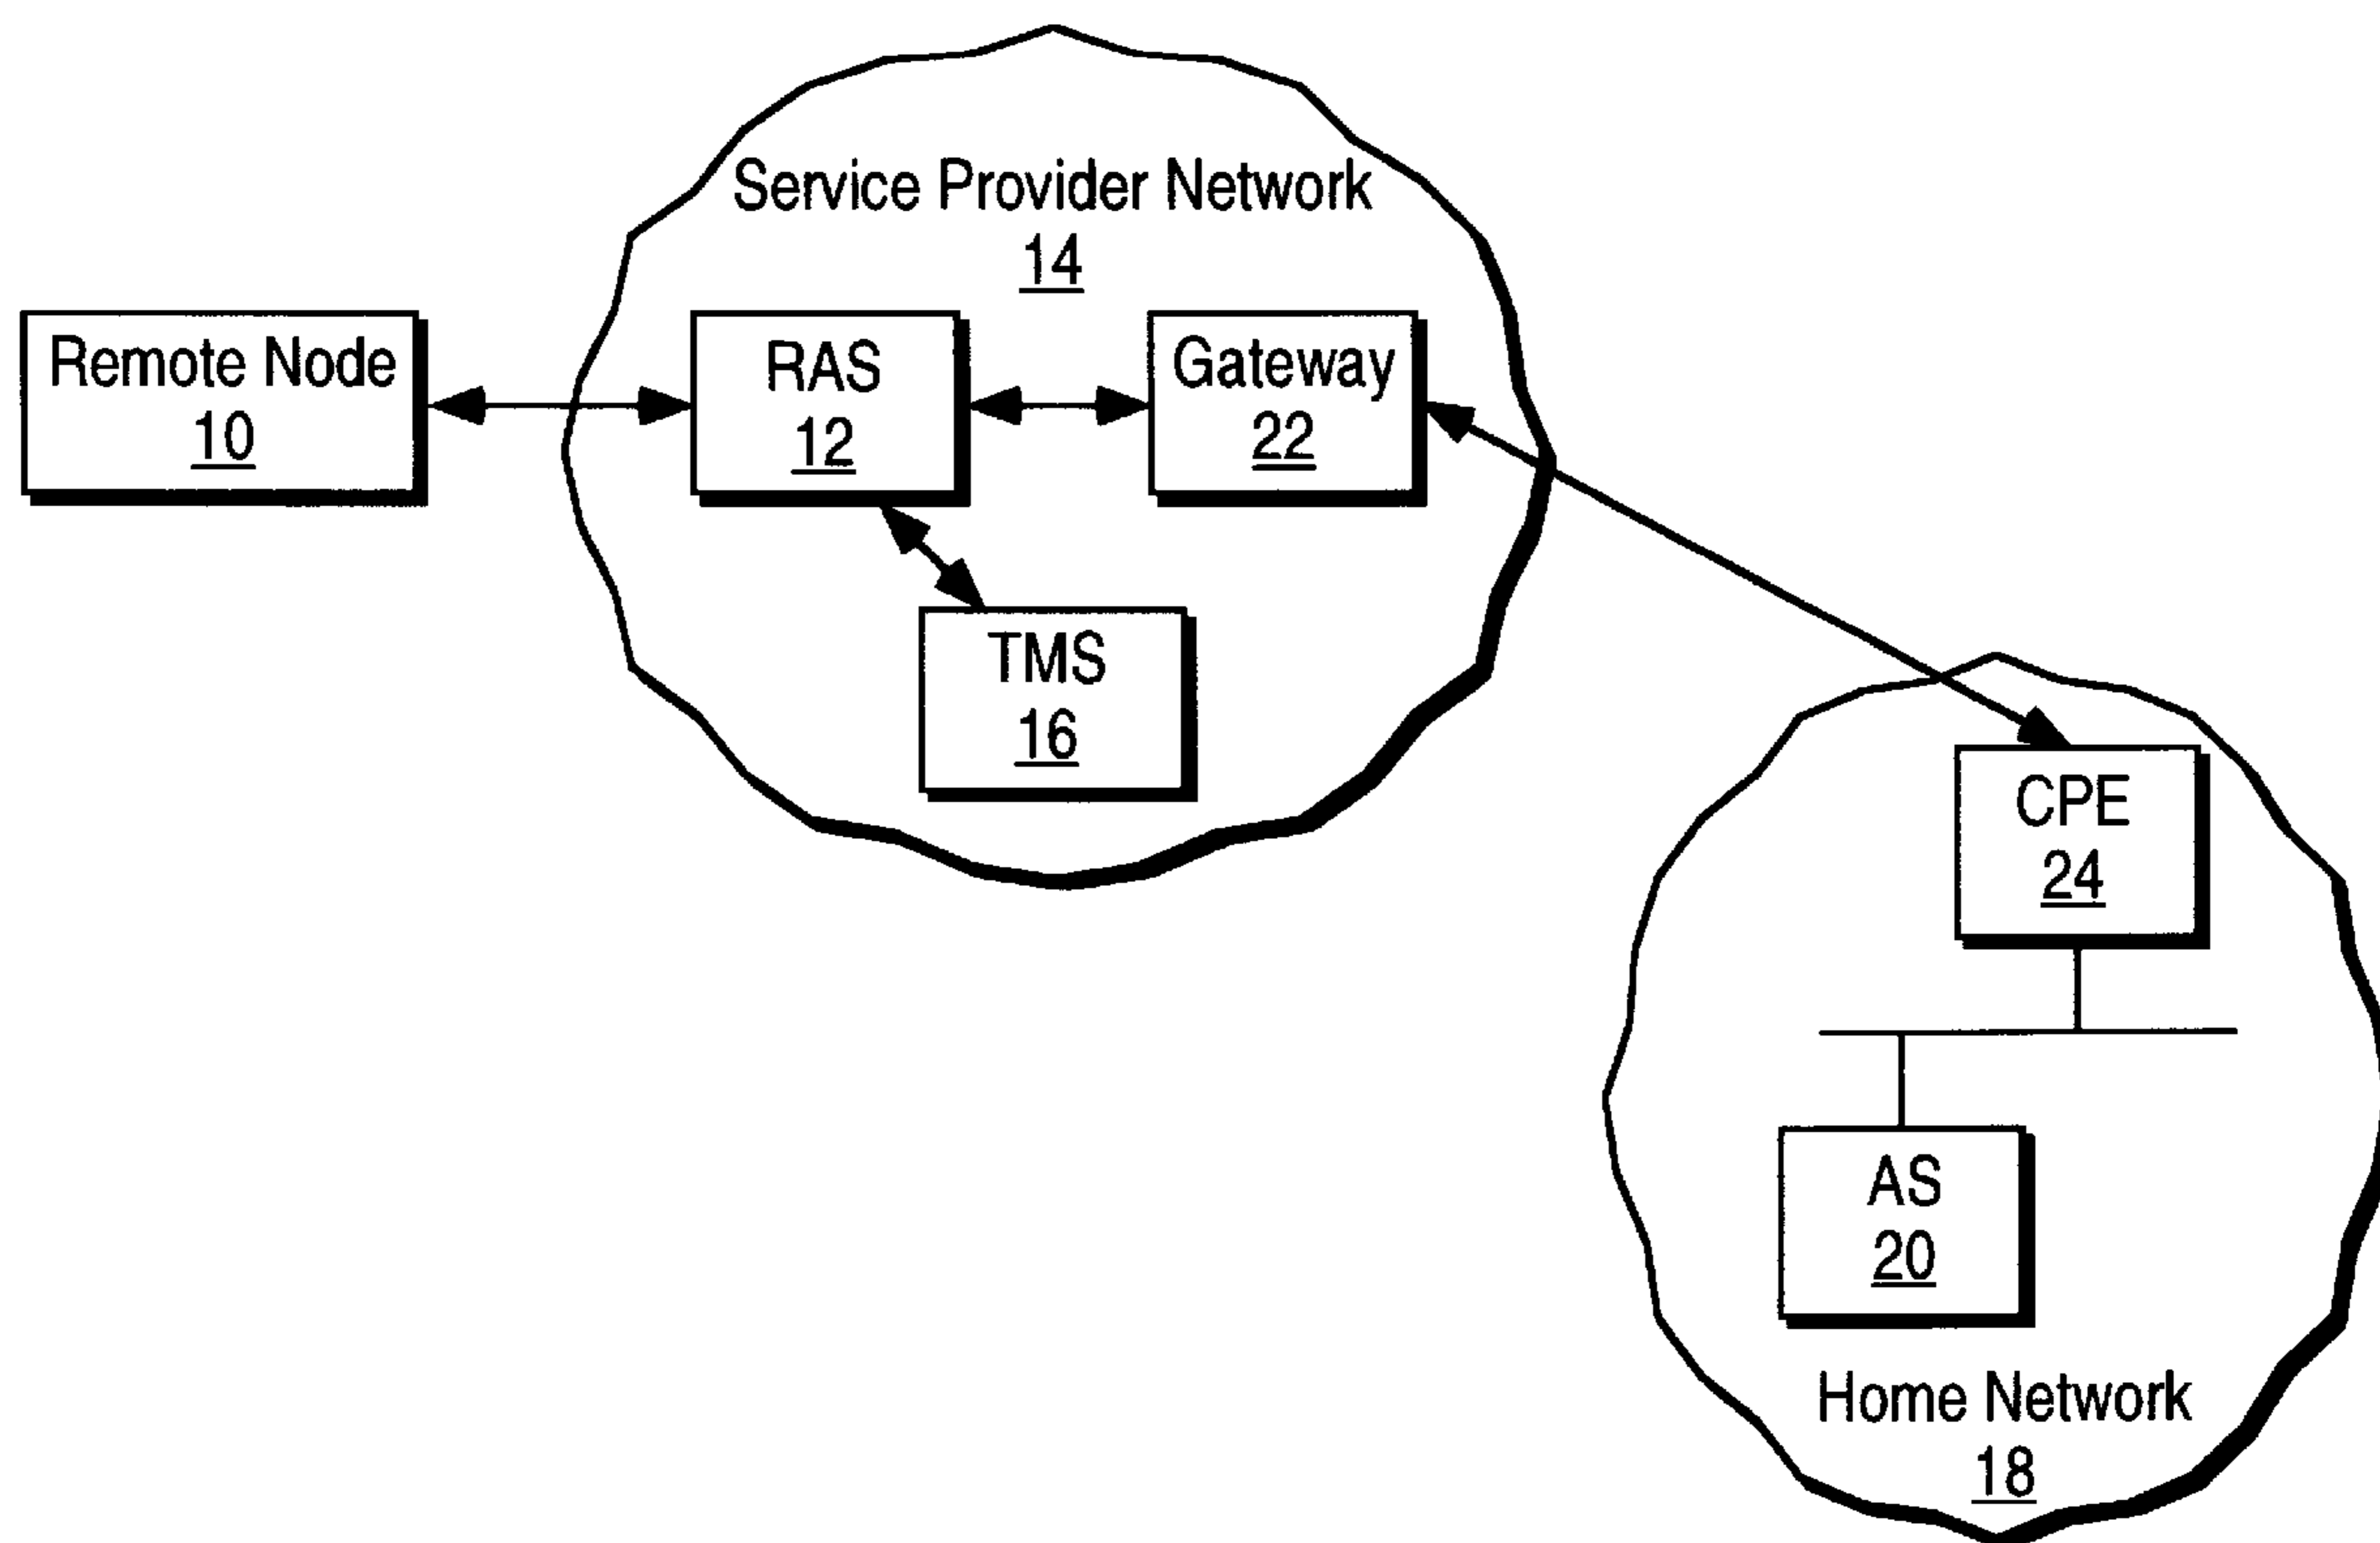 Service Provider Network
14
Remote Node
10
RAS
12
Gateway
22
TMS
16
CPE
24
AS
20
Home Network
18